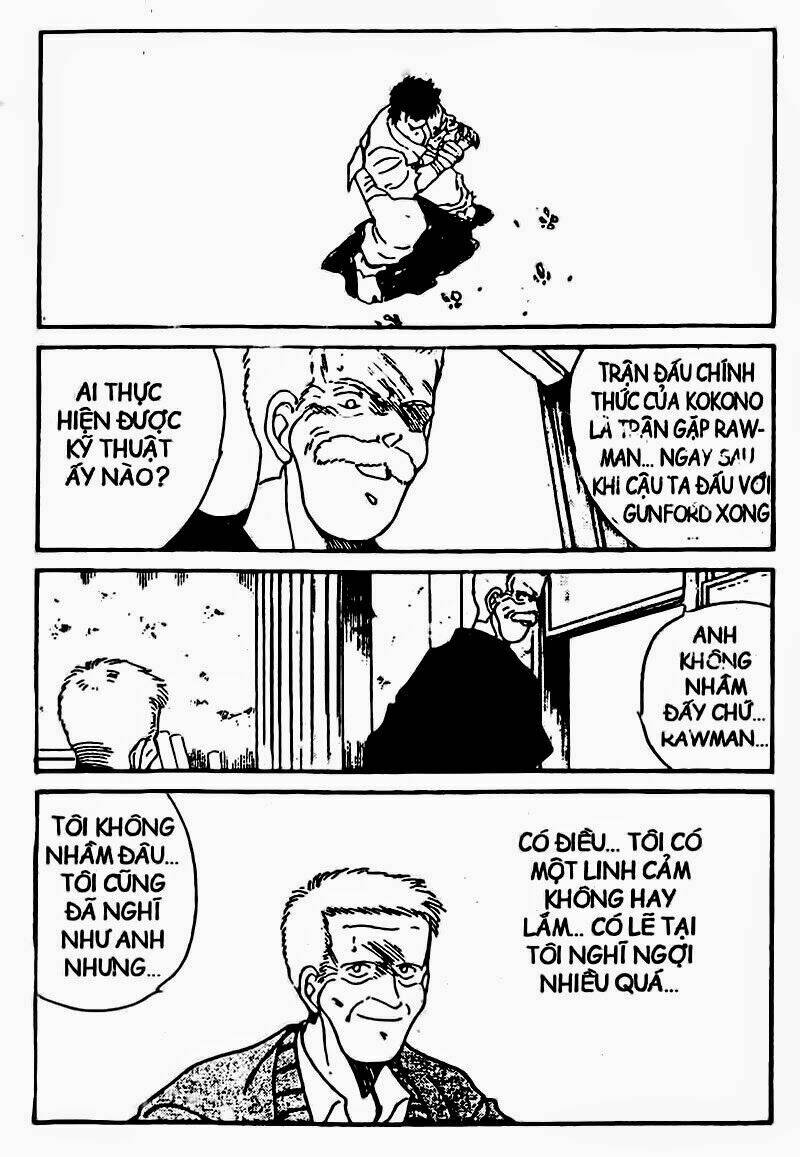 TRẬN ĐẤU CHÍNH
THỨC CỦA KOKONO
LÀ TRẬN GẶP RAW-
MAN... NGAY SAU
KHI CẬU TA ĐẤU VỚI
GUNFORD XONG
AI THỰC
HIỆN ĐƯỢC
KỸ THUẬT
ẤY NÀO?
ANH
KHÔNG
NHẦM
ĐẤY CHỨ...
RAWMAN...
TÔI KHÔNG
NHẦM ĐÂU...
TÔI CŨNG
ĐÃ NGHĨ
NHƯ ANH
NHƯNG...
CÓ ĐIỀU... TÔI CÓ
MỘT LINH CẢM
KHÔNG HAY
LẮM... CÓ LẼ TẠI
TÔI NGHĨ NGỢI
NHIỀU QUÁ...